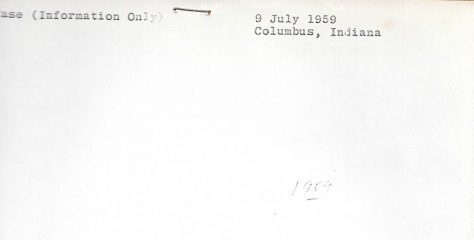 ase (Information Only) 9 July 1959
Columbus, Indiana
1959